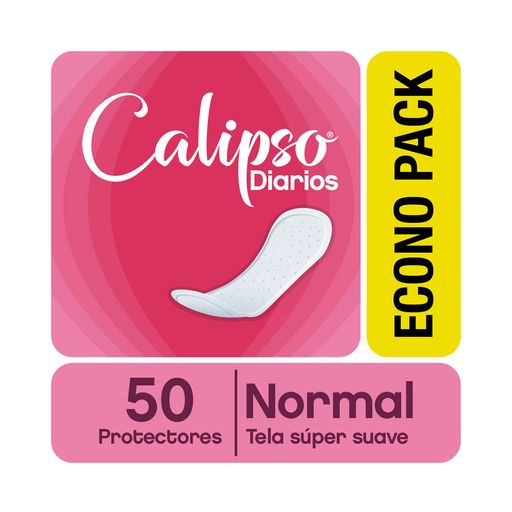 Calipso®
Diarios
ECONO PACK
50
Protectores
Normal
Tela súper suave